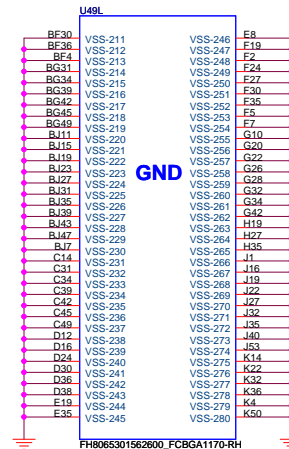 U49L
BF30 VSS-211 VSS-246 E8
BF36 VSS-212 VSS-247 F19
BF4 VSS-213 VSS-248 F2
BG31 VSS-214 VSS-249 F24
BG34 VSS-215 VSS-250 F27
BG39 VSS-216 VSS-251 F30
BG42 VSS-217 VSS-252 F35
BG45 VSS-218 VSS-253 F5
BG49 VSS-219 VSS-254 F7
BJ11 VSS-220 VSS-255 G10
BJ15 VSS-221 VSS-256 G20
BJ19 VSS-222 VSS-257 G22
BJ23 VSS-223 GND VSS-258 G26
BJ27 VSS-224 VSS-259 G28
BJ31 VSS-225 VSS-260 G32
BJ35 VSS-226 VSS-261 G34
BJ39 VSS-227 VSS-262 G42
BJ43 VSS-228 VSS-263 H19
BJ47 VSS-229 VSS-264 H27
BJ7 VSS-230 VSS-265 H35
C14 VSS-231 VSS-266 J1
C31 VSS-232 VSS-267 J16
C34 VSS-233 VSS-268 J19
C39 VSS-234 VSS-269 J22
C42 VSS-235 VSS-270 J27
C45 VSS-236 VSS-271 J32
C49 VSS-237 VSS-272 J35
D12 VSS-238 VSS-273 J40
D16 VSS-239 VSS-274 J53
D24 VSS-240 VSS-275 K14
D30 VSS-241 VSS-276 K22
D36 VSS-242 VSS-277 K32
D38 VSS-243 VSS-278 K36
E19 VSS-244 VSS-279 K4
E35 VSS-245 VSS-280 K50
FH8065301562600_FCBGA1170-RH